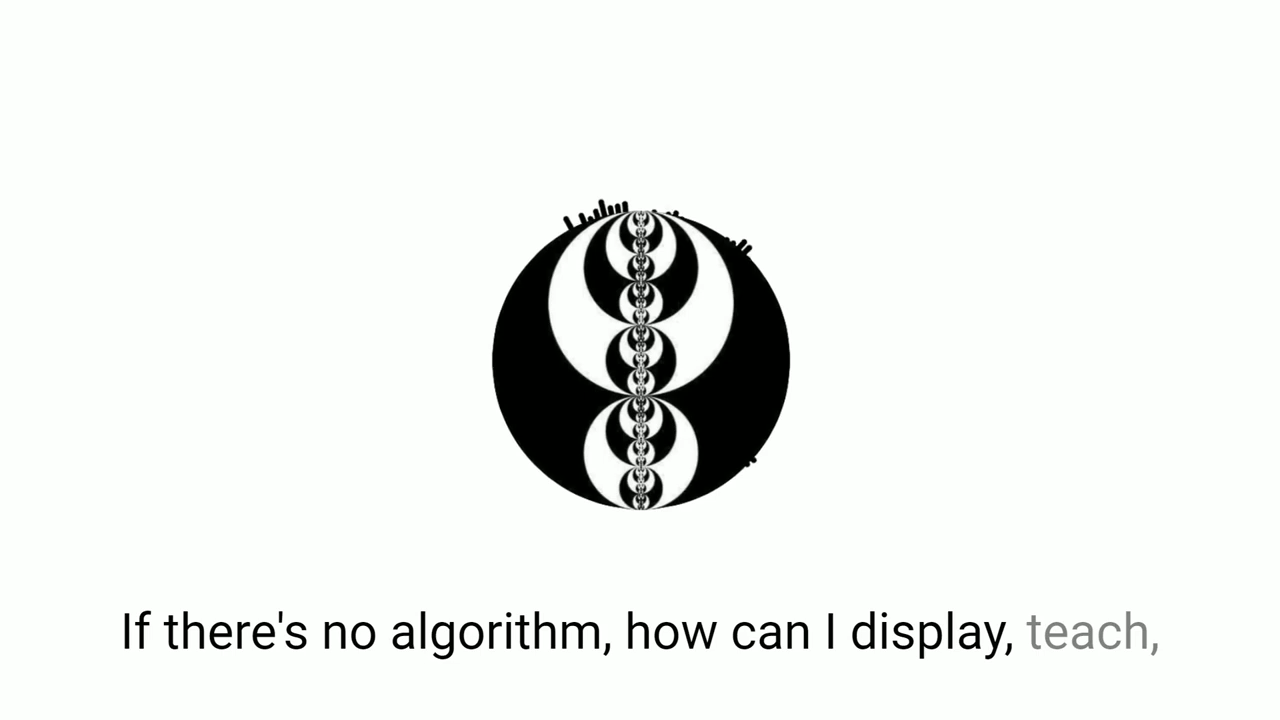 If there's no algorithm, how can I display, teach,